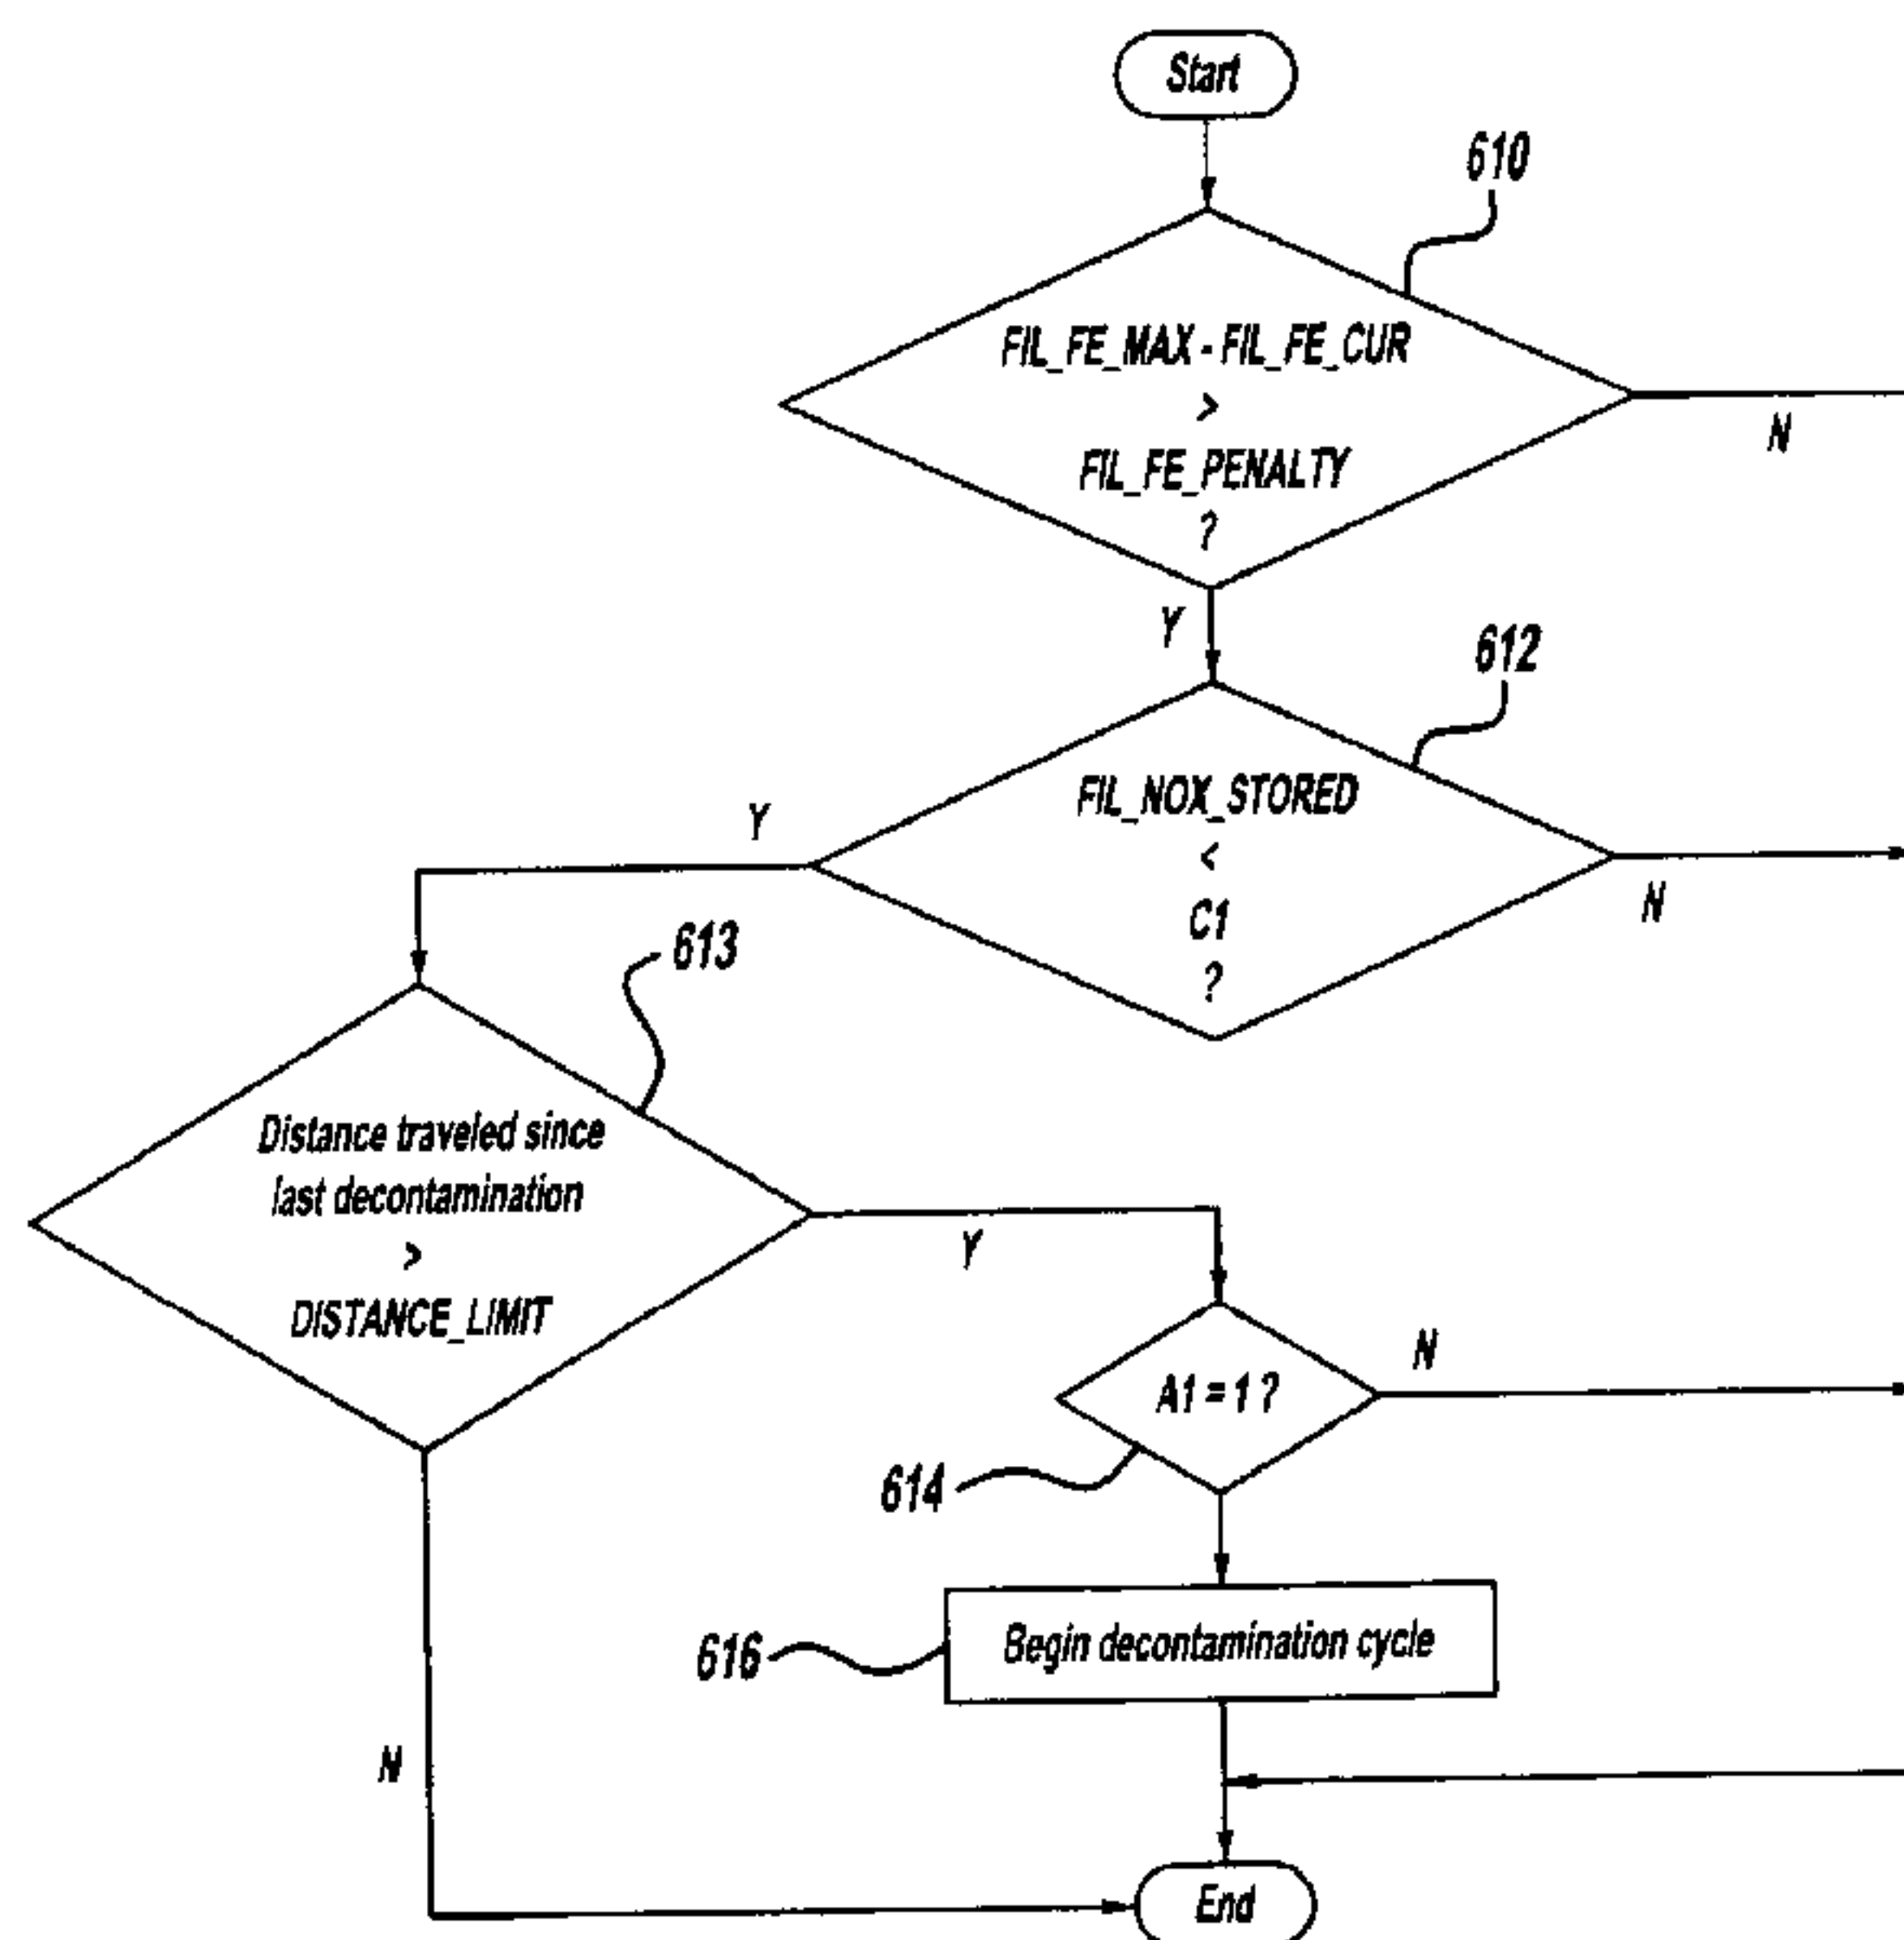 Start
610
FIL_FE_MAX - FIL_FE_CUR
>
FIL_FE_PENALTY
?
N
Y
612
FIL_NOX_STORED
<
C1
?
Y
N
613
Distance traveled since
last decontamination
>
DISTANCE_LIMIT
Y
A1 = 1 ?
N
614
Begin decontamination cycle
616
N
End